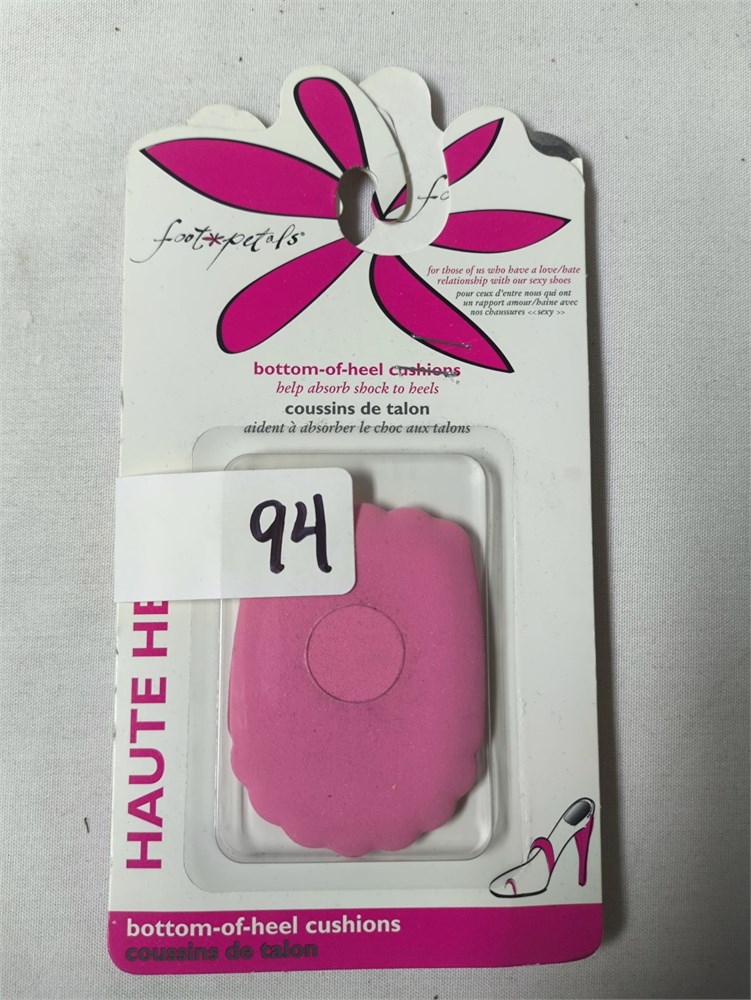 foot*petals®
fo
for those of us who have a love/hate
relationship with our sexy shoes
pour ceux d'entre nous qui ont
un rapport amour/haine avec
nos chaussures <<sexy >>
bottom-of-heel cushions
help absorb shock to heels
coussins de talon
aident à absorber le choc aux talons
94
HAUTE HE
bottom-of-heel cushions
coussins de talon